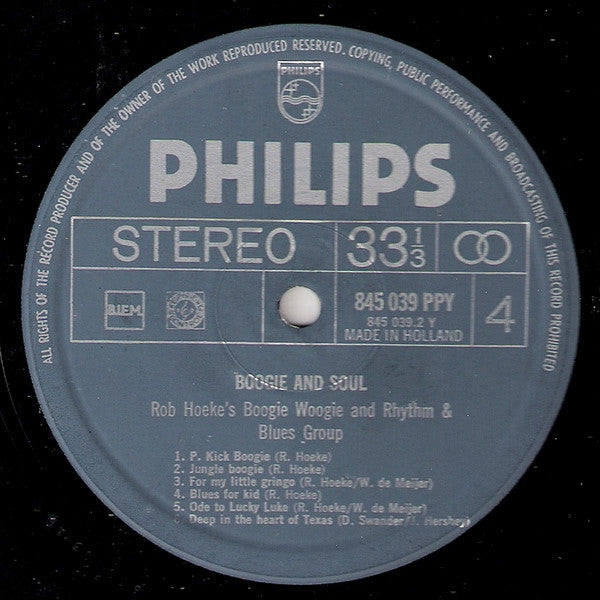 ALL RIGHTS OF THE RECORD PRODUCER AND OF THE OWNER OF THE WORK REPRODUCED RESERVED. COPYING, PUBLIC PERFORMANCE AND BROADCASTING OF THIS RECORD PROHIBITED
PHILIPS
PHILIPS
STEREO 33 1/3
BIEM 845 039 PPY 4
845 039.2 Y
MADE IN HOLLAND
BOOGIE AND SOUL
Rob Hoeke's Boogie Woogie and Rhythm &
Blues Group
1. P. Kick Boogie (R. Hoeke)
2. Jungle boogie (R. Hoeke)
3. For my little gringo (R. Hoeke/W. de Meijer)
4. Blues for kid (R. Hoeke)
5. Ode to Lucky Luke (R. Hoeke/W. de Meijer)
6. Deep in the heart of Texas (D. Swander/ Hershey)